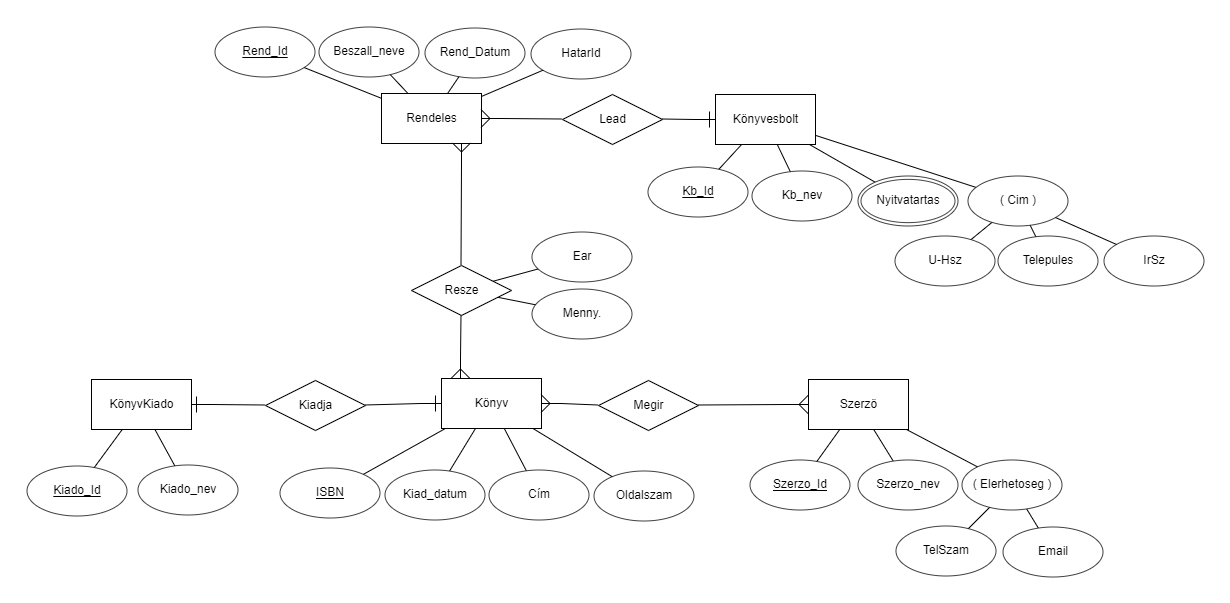 Rend_Id
Beszall_neve
Rend_Datum
HatarId
Rendeles
Lead
Könyvesbolt
Kb_Id
Kb_nev
Nyitvatartas
( Cim )
U-Hsz
Telepules
IrSz
Ear
Resze
Menny.
KönyvKiado
Kiadja
Könyv
Megir
Szerzö
Kiado_Id
Kiado_nev
ISBN
Kiad_datum
Cím
Oldalszam
Szerzo_Id
Szerzo_nev
( Elerhetoseg )
TelSzam
Email